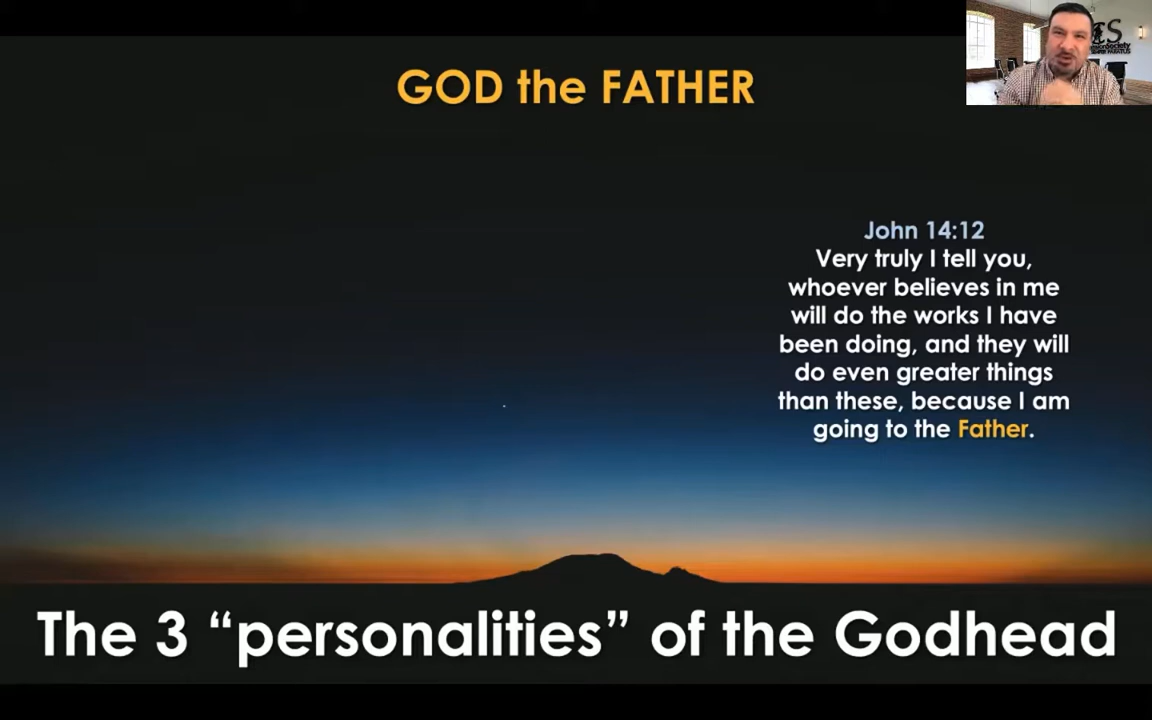 GOD the FATHER
John 14:12
Very truly I tell you,
whoever believes in me
will do the works I have
been doing, and they will
do even greater things
than these, because I am
going to the Father.
The 3 “personalities” of the Godhead